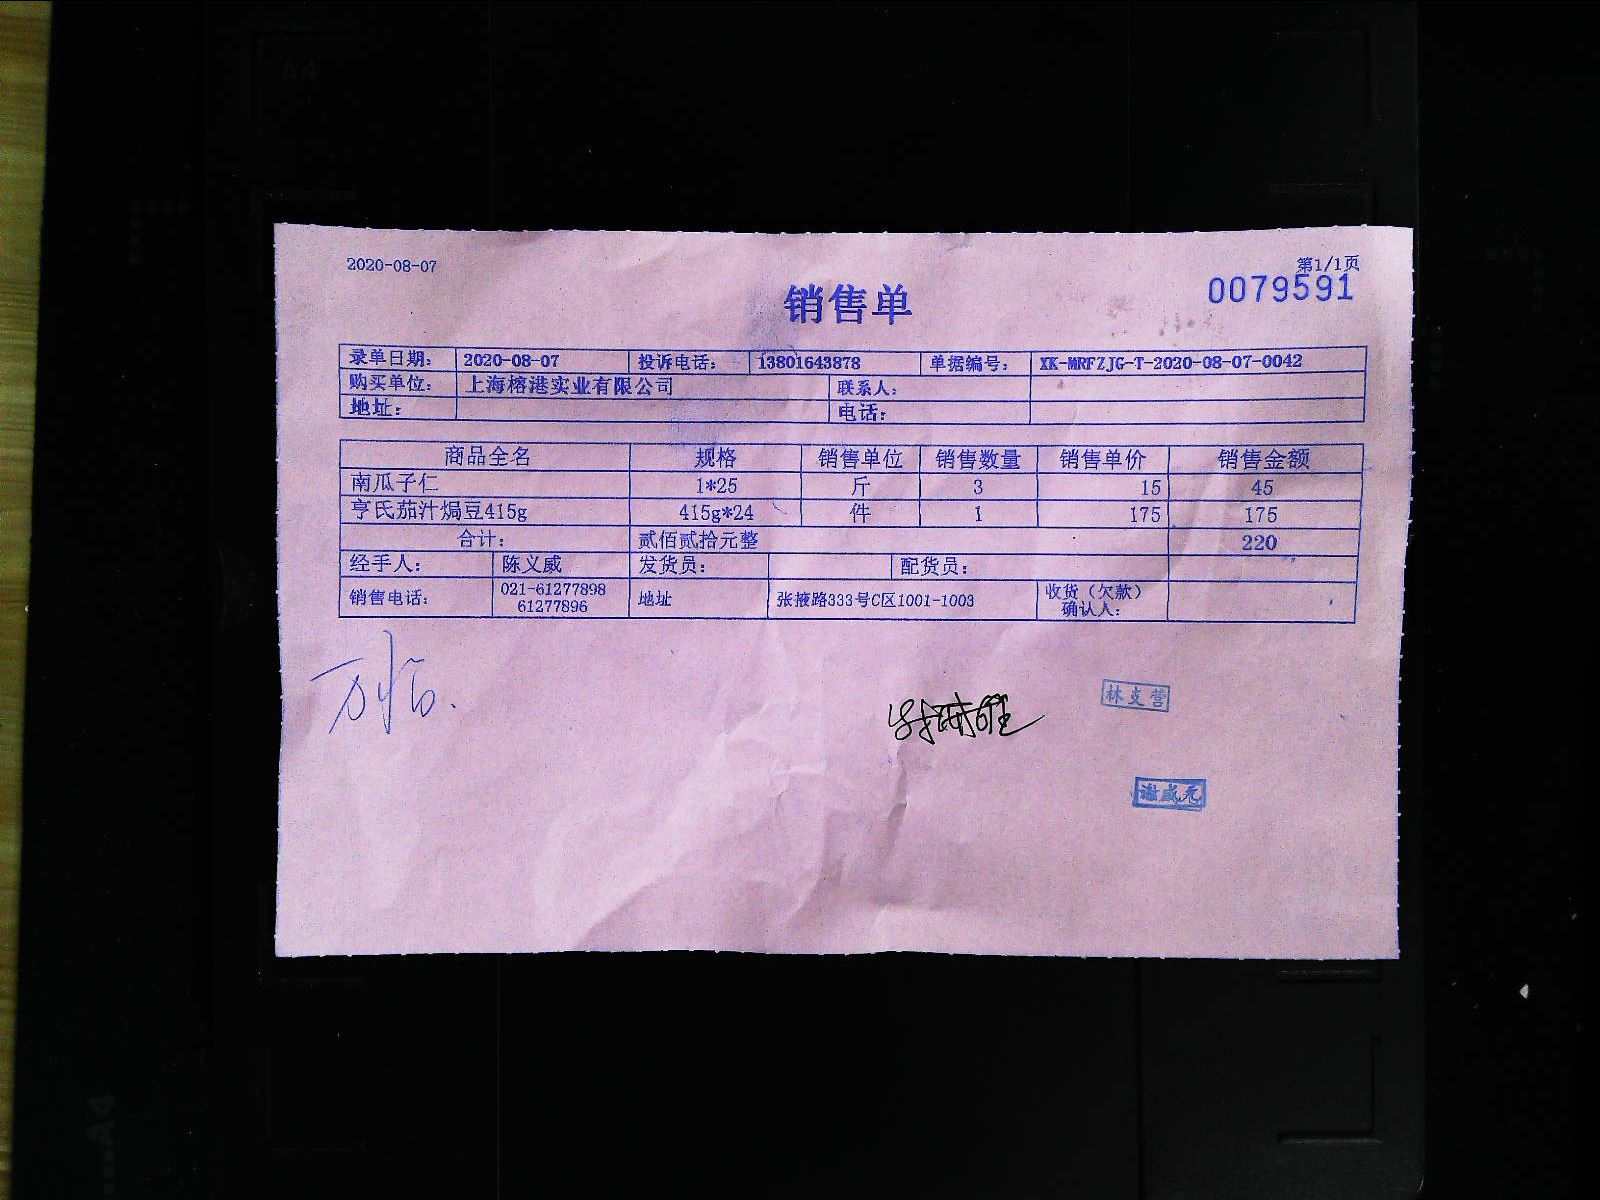 2020-08-07
第1/1页
0079591
销售单
录单日期: 2020-08-07 投诉电话: 13801643878 单据编号: XK-MRFZJG-T-2020-08-07-0042
购买单位: 上海榕港实业有限公司 联系人:
地址: 电话:
商品全名 规格 销售单位 销售数量 销售单价 销售金额
南瓜子仁 1*25 斤 3 15 45
亨氏茄汁焗豆415g 415g*24 件 1 175 175
合计: 贰佰贰拾元整 220
经手人: 陈义威 发货员: 配货员:
销售电话: 021-61277898 61277896 地址 张掖路333号C区1001-1003 收货（欠款）确认人:
林支营
谢威元
A4
A4